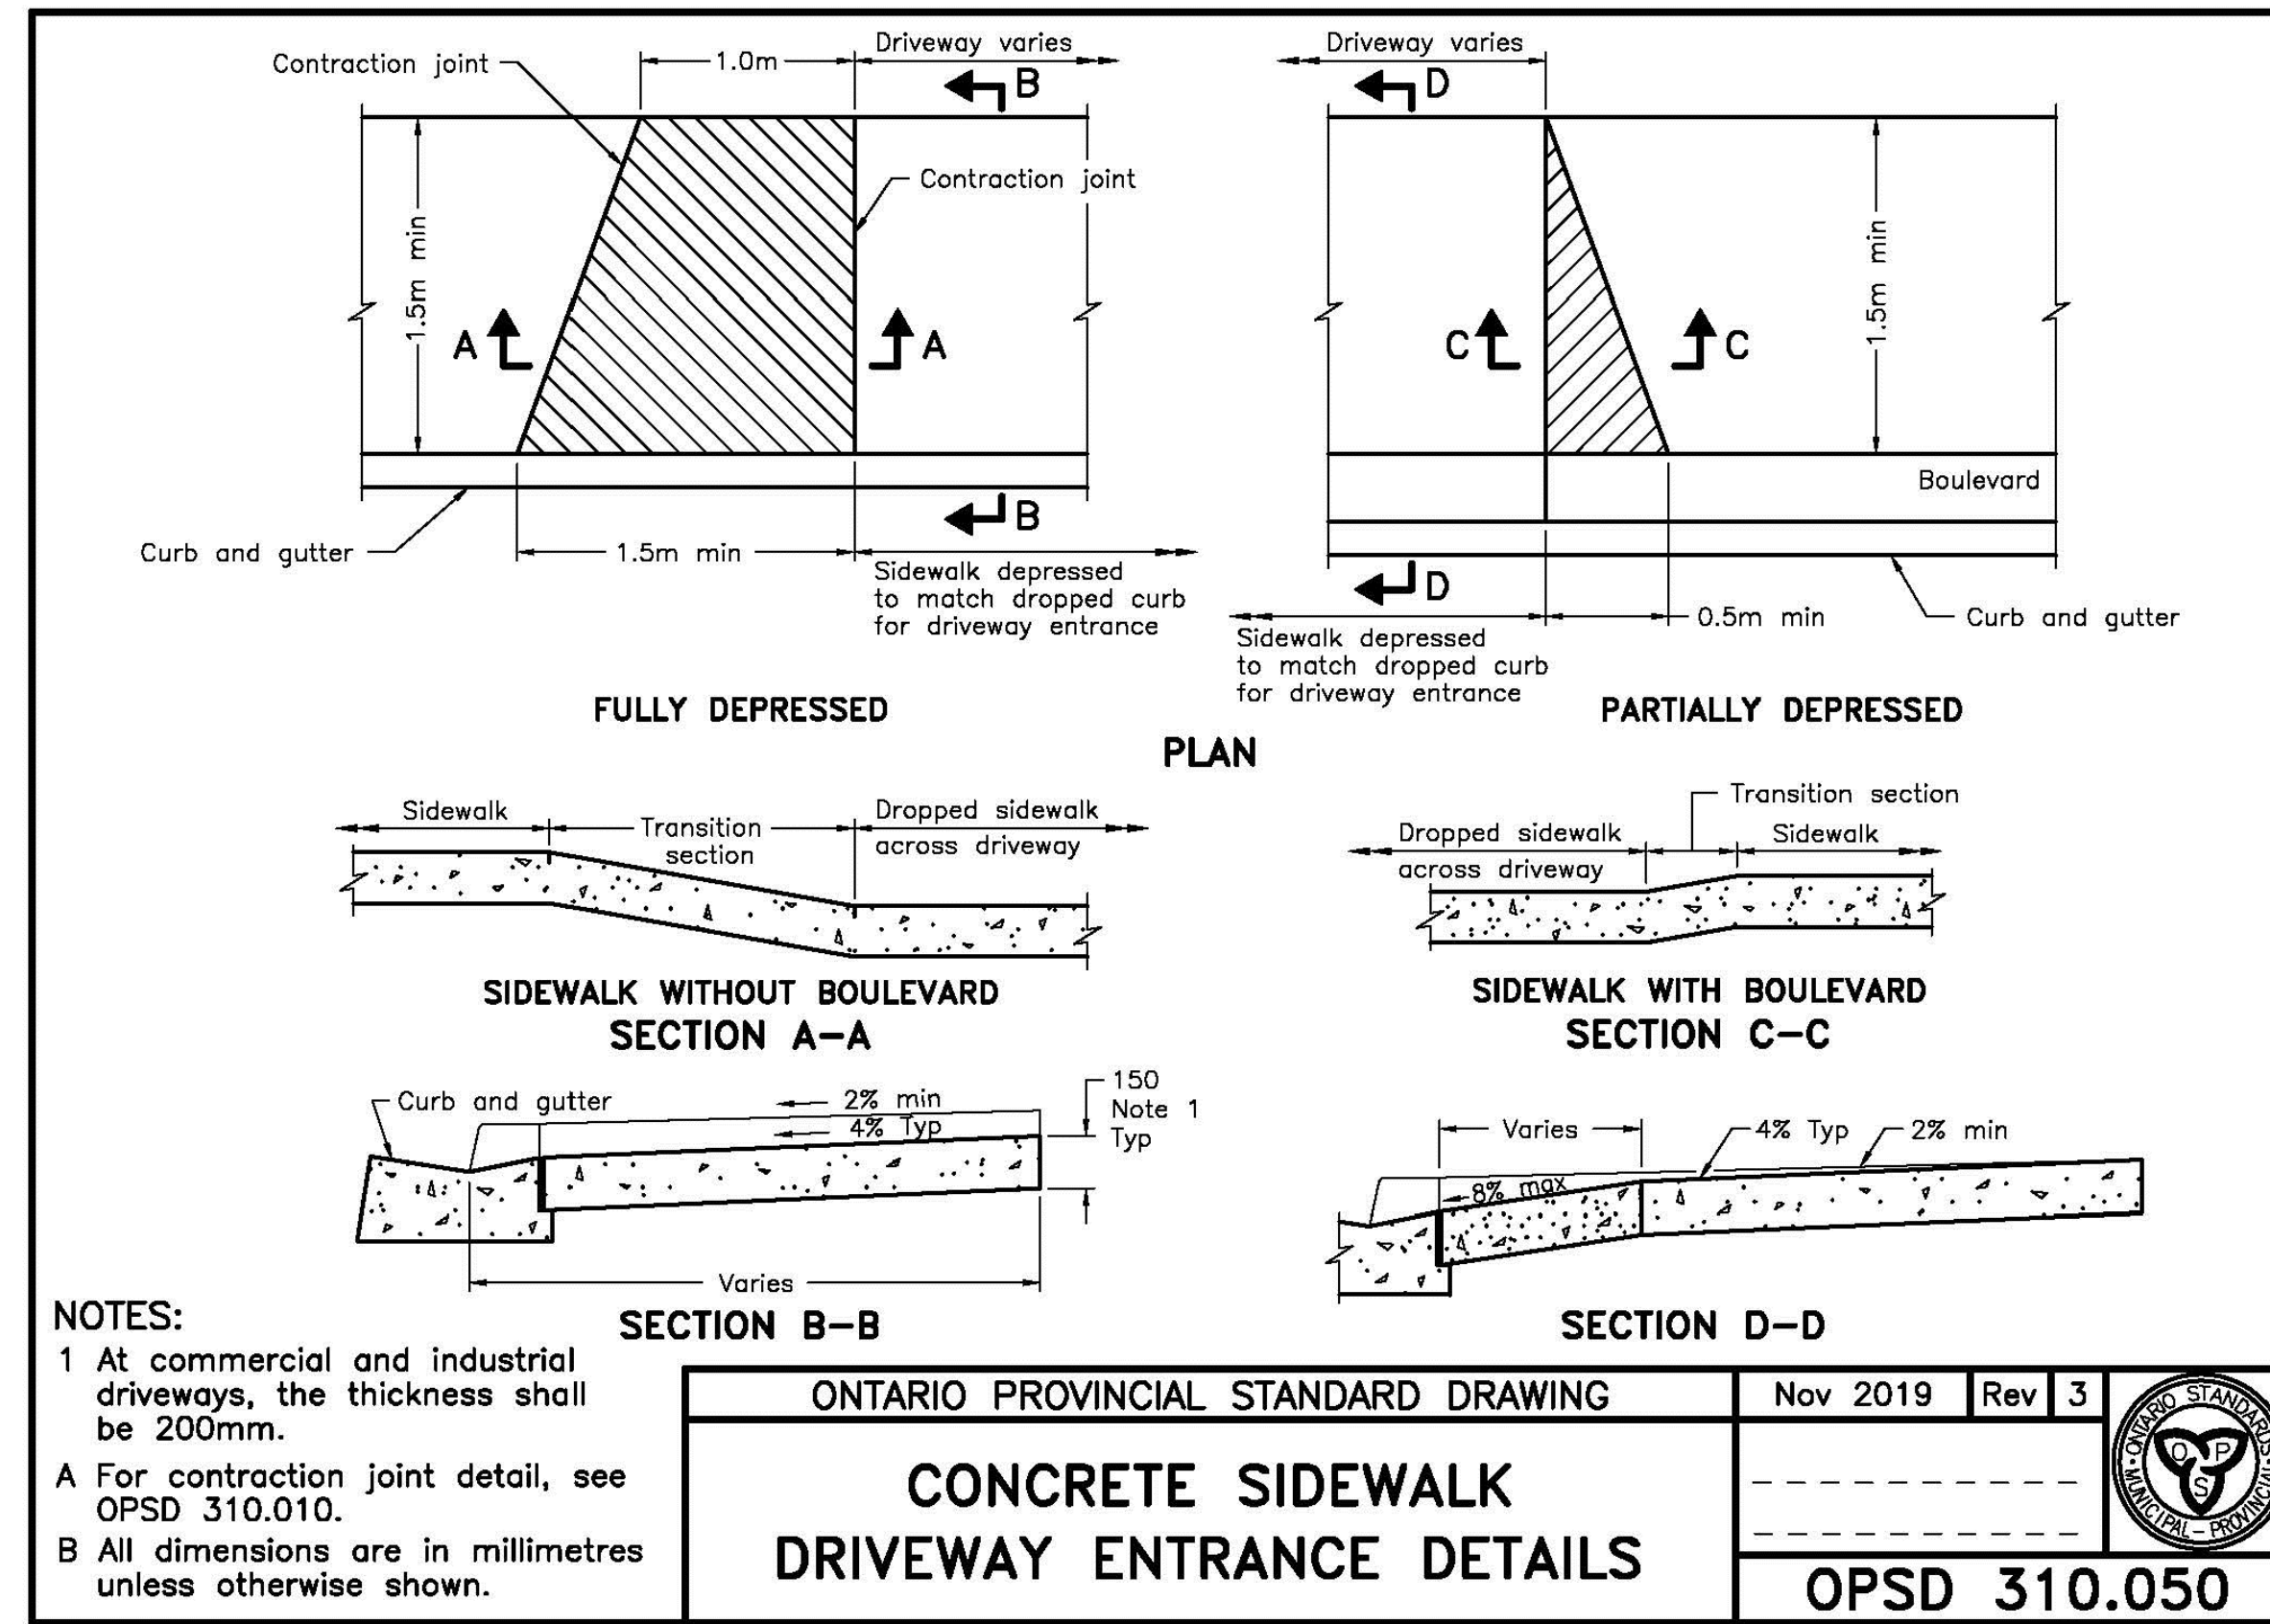 Contraction joint
1.0m
Driveway varies
B
Contraction joint
1.5m min
A
A
B
Curb and gutter
1.5m min
Sidewalk depressed
to match dropped curb
for driveway entrance
FULLY DEPRESSED
Driveway varies
D
1.5m min
C
C
Boulevard
D
0.5m min
Curb and gutter
Sidewalk depressed
to match dropped curb
for driveway entrance
PARTIALLY DEPRESSED
PLAN
Sidewalk
Transition
section
Dropped sidewalk
across driveway
SIDEWALK WITHOUT BOULEVARD
SECTION A-A
Transition section
Dropped sidewalk
across driveway
Sidewalk
SIDEWALK WITH BOULEVARD
SECTION C-C
Curb and gutter
2% min
4% Typ
150
Note 1
Typ
Varies
SECTION B-B
Varies
4% Typ
2% min
8% max
SECTION D-D
NOTES:
1 At commercial and industrial
driveways, the thickness shall
be 200mm.
A For contraction joint detail, see
OPSD 310.010.
B All dimensions are in millimetres
unless otherwise shown.
ONTARIO PROVINCIAL STANDARD DRAWING
Nov 2019 Rev 3
CONCRETE SIDEWALK
DRIVEWAY ENTRANCE DETAILS
ONTARIO STANDARDS
MUNICIPAL - PROVINCIAL
O P
S
OPSD 310.050